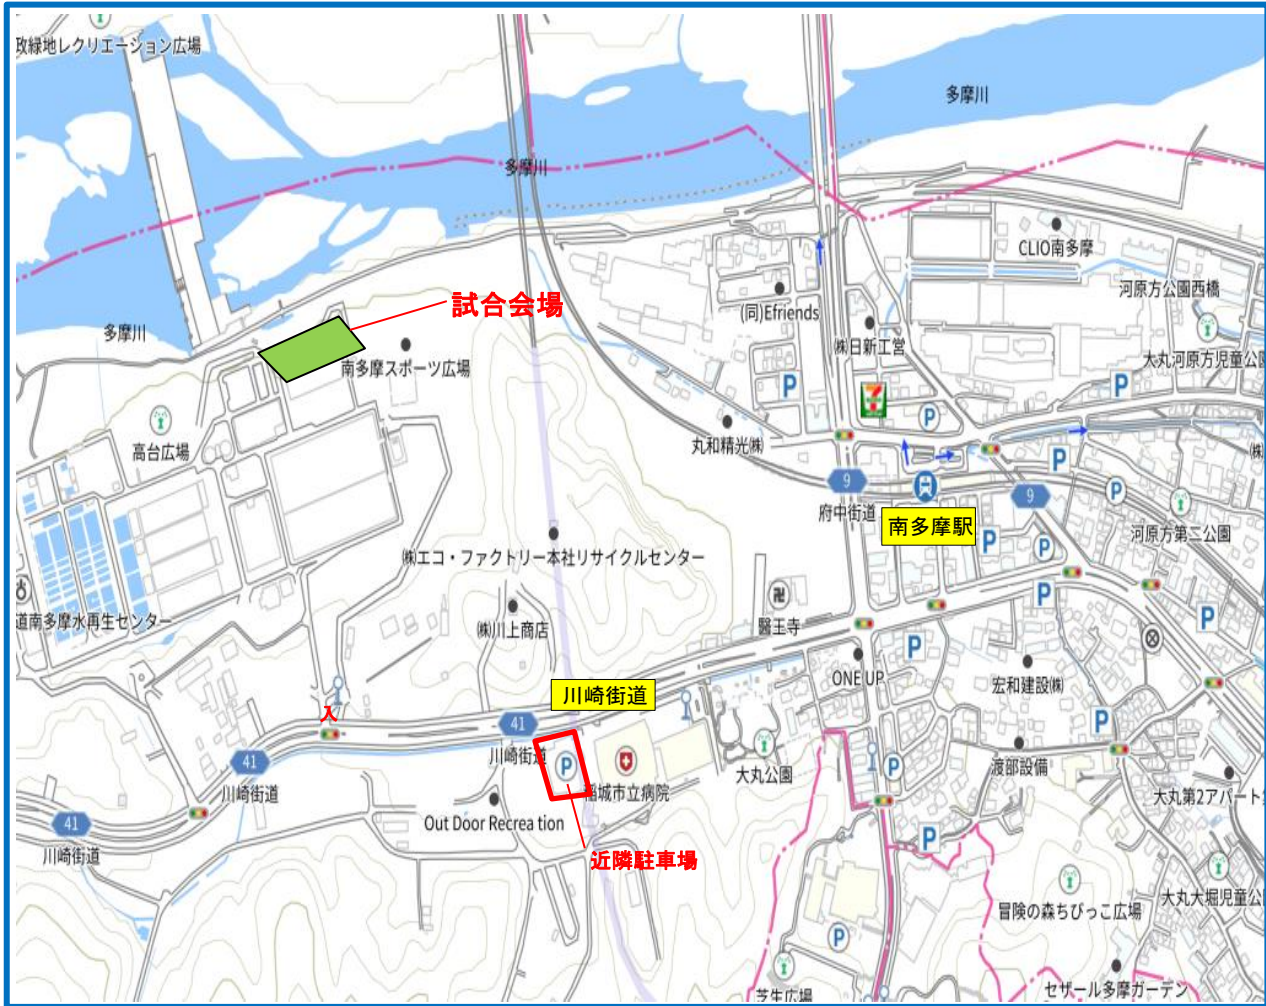 政緑地レクリエーション広場
多摩川
多摩川
CLIO南多摩
河原方公園西橋
試合会場
(同)Efriends
多摩川
㈱日新工営
大丸河原方児童公園
南多摩スポーツ広場
P
P
7
P
高台広場
丸和精光㈱
P
9
9
P
府中街道
南多摩駅
P
P
河原方第二公園
㈱エコ・ファクトリー本社リサイクルセンター
道南多摩水再生センター
㈱川上商店
卍
醫王寺
P
P
P
ONE UP
宏和建設㈱
川崎街道
入
41
41
川崎街道
P
稲城市立病院
大丸公園
P
P
渡部設備
川崎街道
大丸第2アパート
41
川崎街道
Out Door Recreation
P
近隣駐車場
冒険の森ちびっこ広場
大丸大堀児童公
P
芝生広場
セザール多摩ガーデン